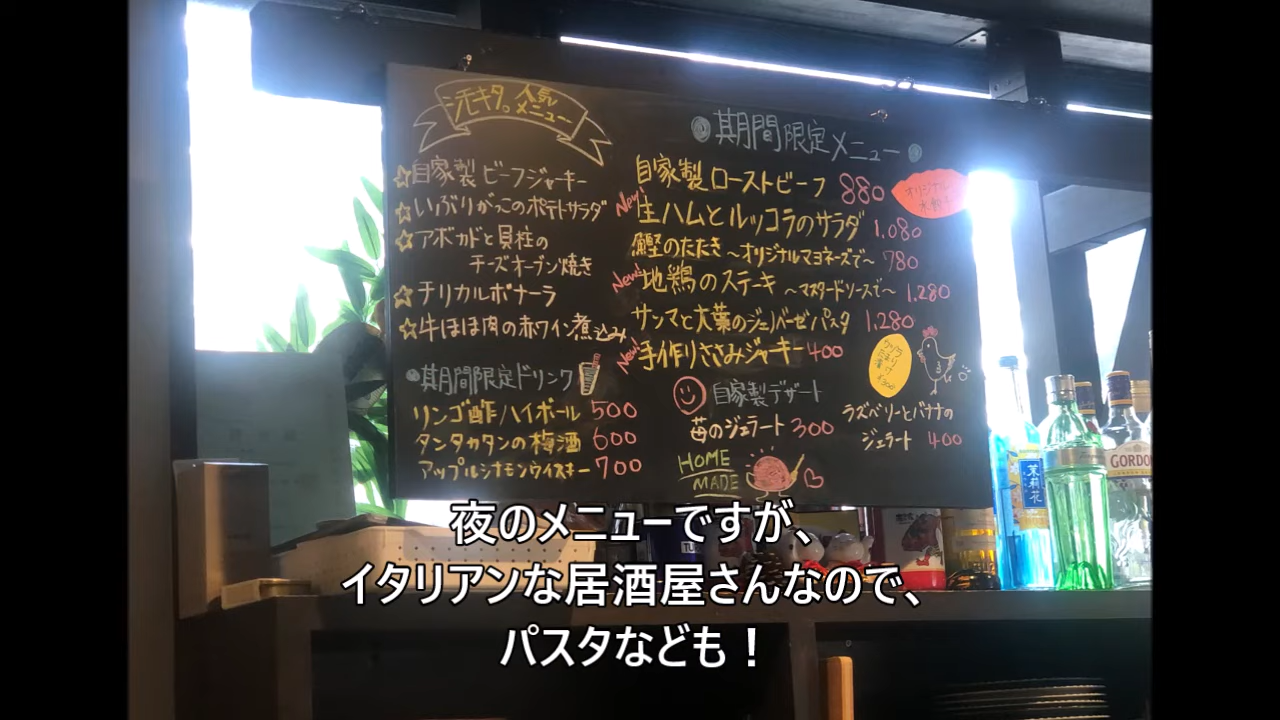 人気
メニュー
☆自家製ビーフジャーキー
☆いぶりがっこのポテトサラダ
☆アボカドと貝柱の
チーズオーブン焼き
☆チリカルボナーラ
☆牛ほほ肉の赤ワイン煮込み
期間限定ドリンク
リンゴ酢ハイボール 500
タンタカタンの梅酒 600
アップルシナモンウイスキー 700
期間限定メニュー
自家製ローストビーフ 880
オリジナル
New! 生ハムとルッコラのサラダ 1.080
鰹のたたき 〜オリジナルマヨネーズで〜 780
New! 地鶏のステーキ 〜マスタードソースで〜 1.280
サンマと大葉のジェノベーゼパスタ 1.280
New! 手作りささみジャーキー 400
自家製デザート
苺のジェラート 300
ラズベリーとバナナの
ジェラート 400
HOME
MADE
茉莉花
GORDON
夜のメニューですが、
イタリアンな居酒屋さんなので、
パスタなども！